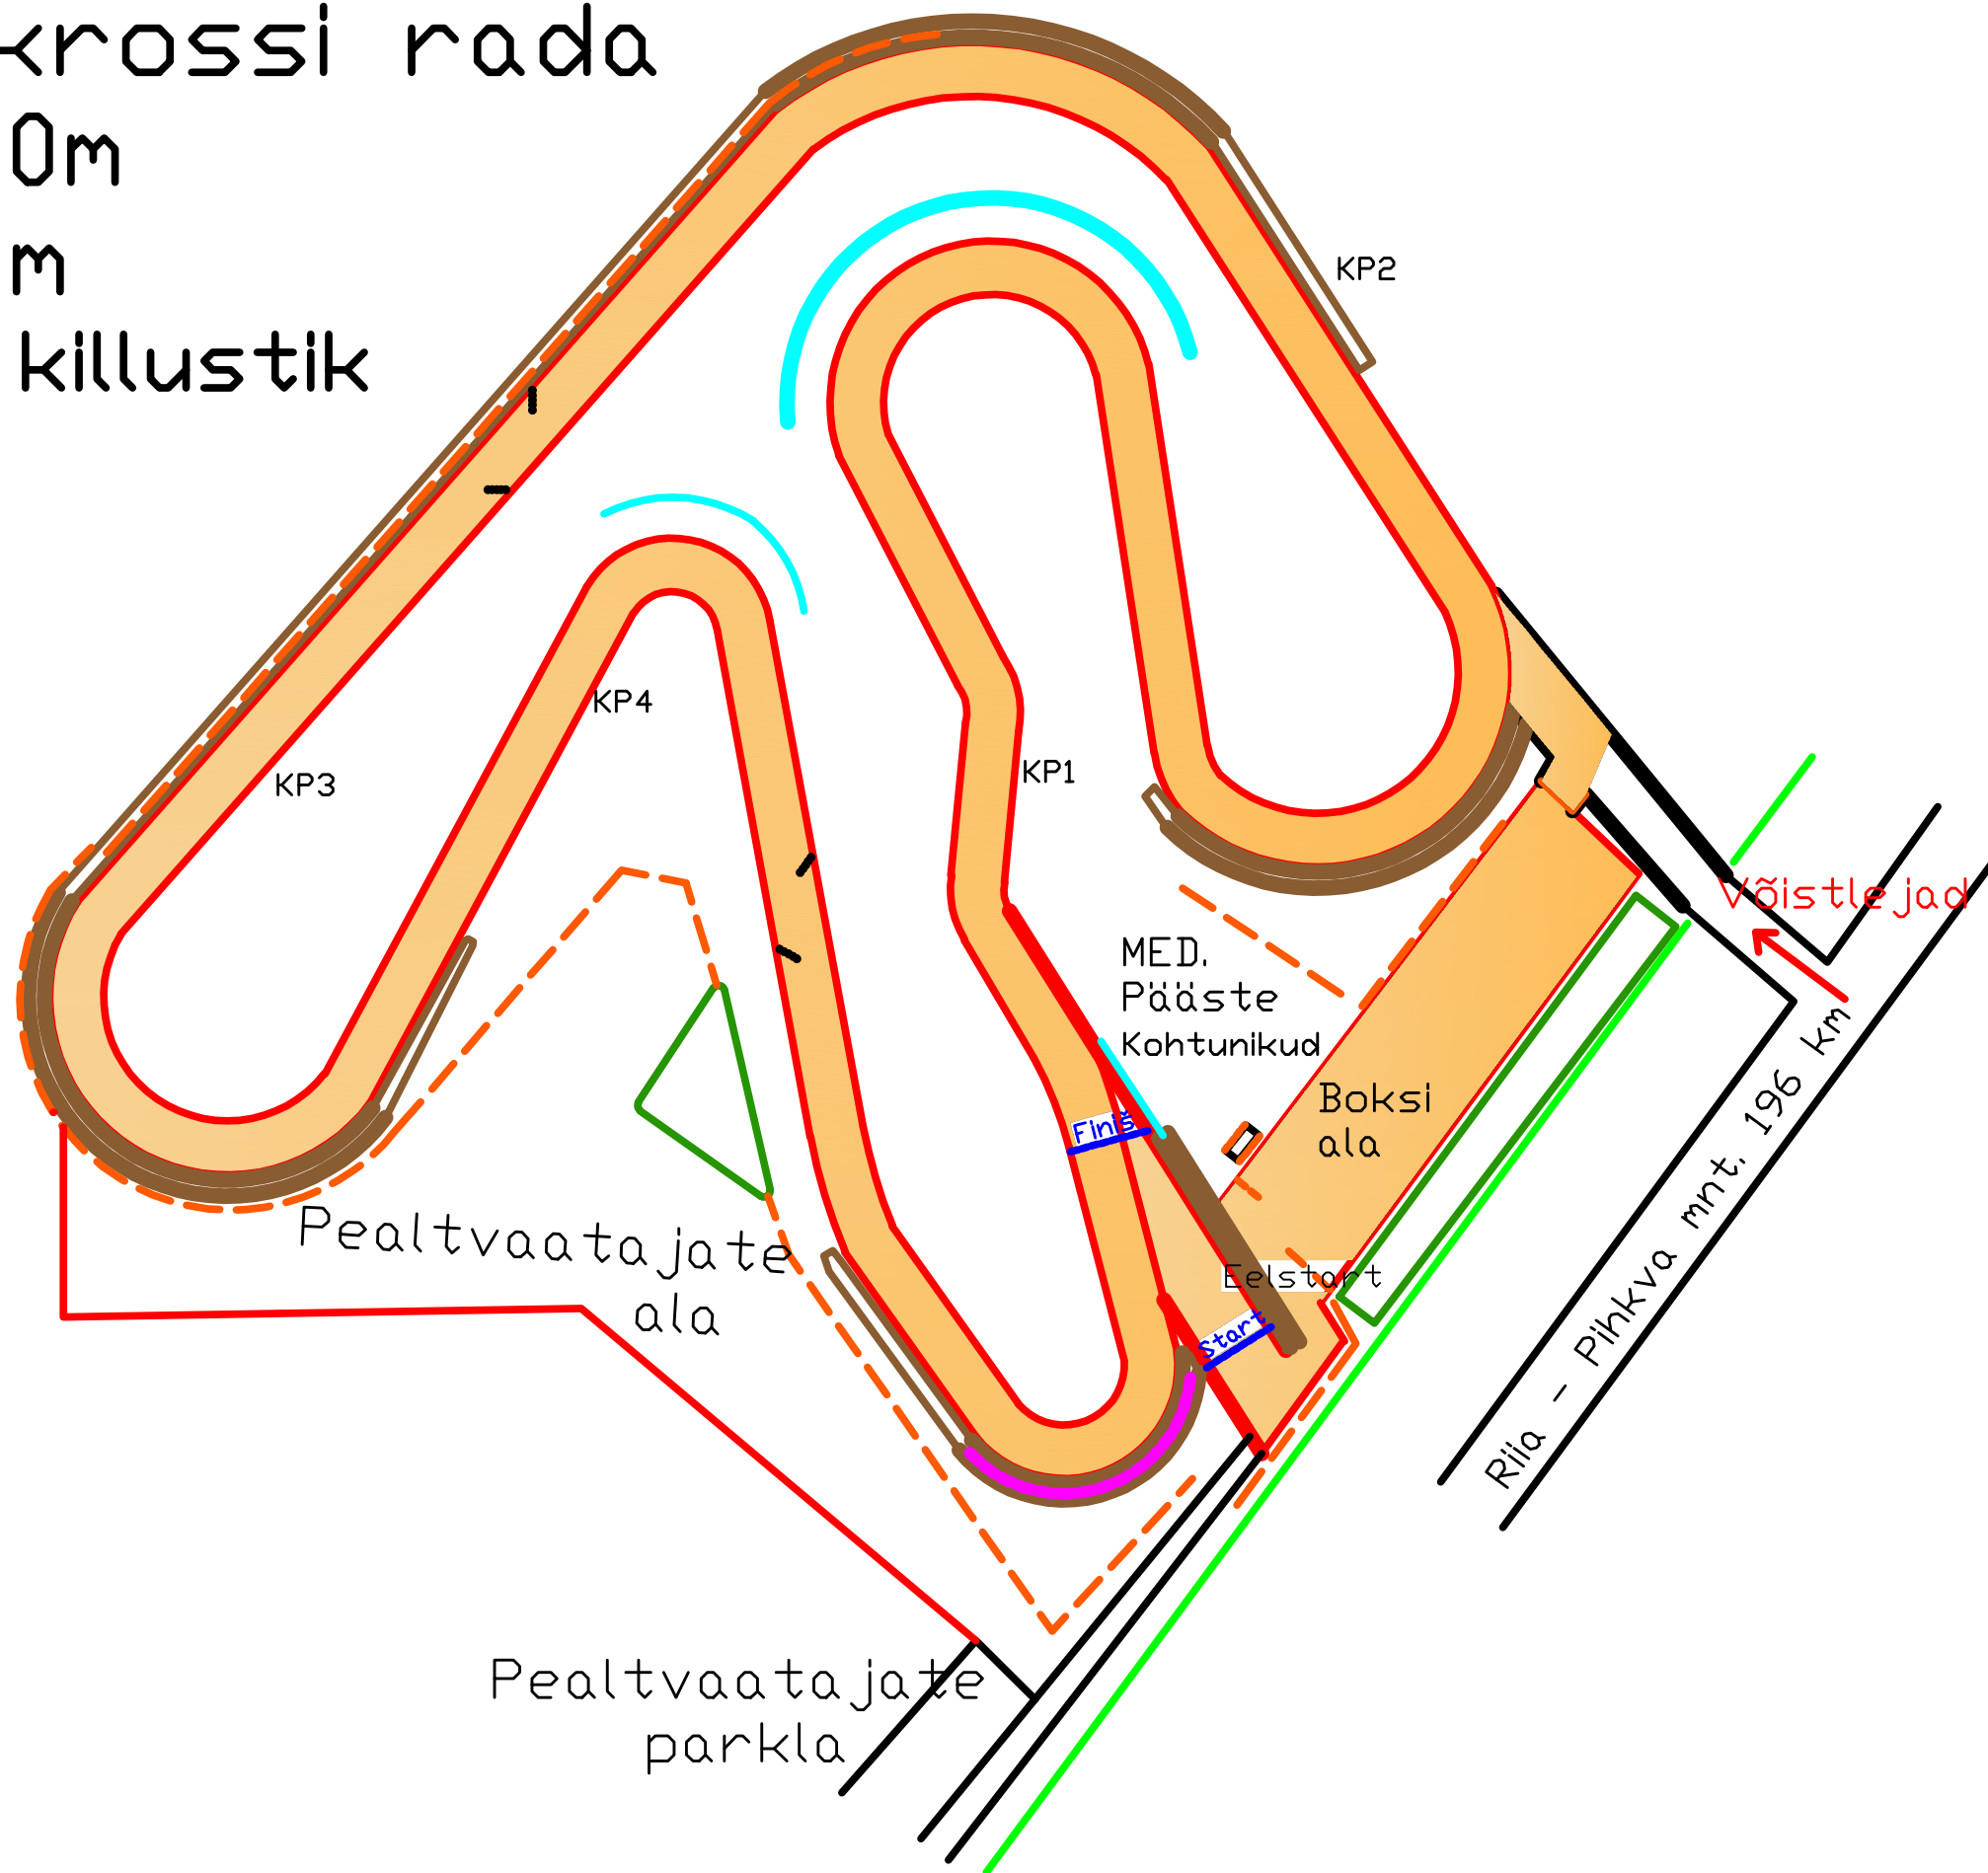 krossi rada
0m
m
killustik
KP2
KP4
KP3
KP1
Võistlejad
MED.
Pääste
Kohtunikud
Boksi
ala
Finiš
Eelstart
Start
Riia - Pihkva mnt. 196 km
Pealtvaatajate
ala
Pealtvaatajate
parkla